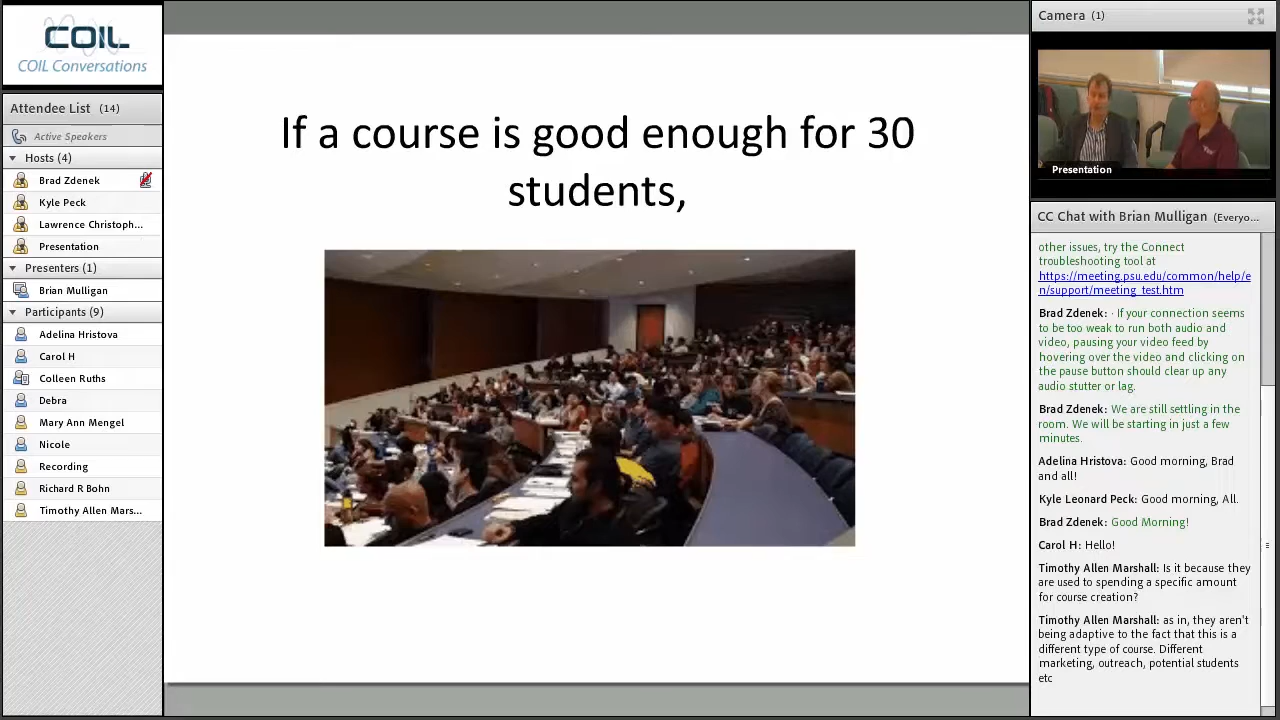 COIL
COIL Conversations
Attendee List (14)
Active Speakers
Hosts (4)
Brad Zdenek
Kyle Peck
Lawrence Christoph...
Presentation
Presenters (1)
Brian Mulligan
Participants (9)
Adelina Hristova
Carol H
Colleen Ruths
Debra
Mary Ann Mengel
Nicole
Recording
Richard R Bohn
Timothy Allen Mars...
If a course is good enough for 30
students,
Camera (1)
Presentation
CC Chat with Brian Mulligan (Everyo...
other issues, try the Connect
troubleshooting tool at
https://meeting.psu.edu/common/help/e
n/support/meeting_test.htm
Brad Zdenek: · If your connection seems
to be too weak to run both audio and
video, pausing your video feed by
hovering over the video and clicking on
the pause button should clear up any
audio stutter or lag.
Brad Zdenek: We are still settling in the
room. We will be starting in just a few
minutes.
Adelina Hristova: Good morning, Brad
and all!
Kyle Leonard Peck: Good morning, All.
Brad Zdenek: Good Morning!
Carol H: Hello!
Timothy Allen Marshall: Is it because they
are used to spending a specific amount
for course creation?
Timothy Allen Marshall: as in, they aren't
being adaptive to the fact that this is a
different type of course. Different
marketing, outreach, potential students
etc